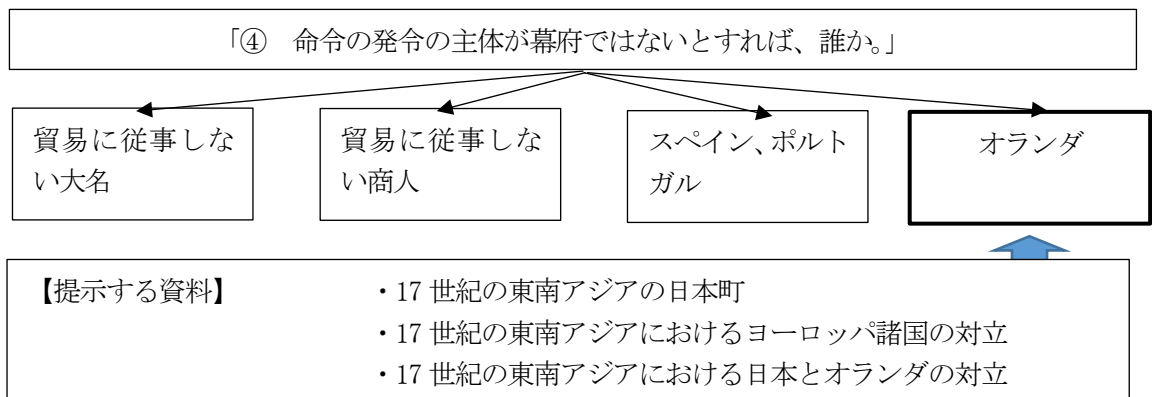 「④　命令の発令の主体が幕府ではないとすれば、誰か。」
貿易に従事しな
い大名
貿易に従事しな
い商人
スペイン、ポルト
ガル
オランダ
【提示する資料】　・17 世紀の東南アジアの日本町
・17 世紀の東南アジアにおけるヨーロッパ諸国の対立
・17 世紀の東南アジアにおける日本とオランダの対立